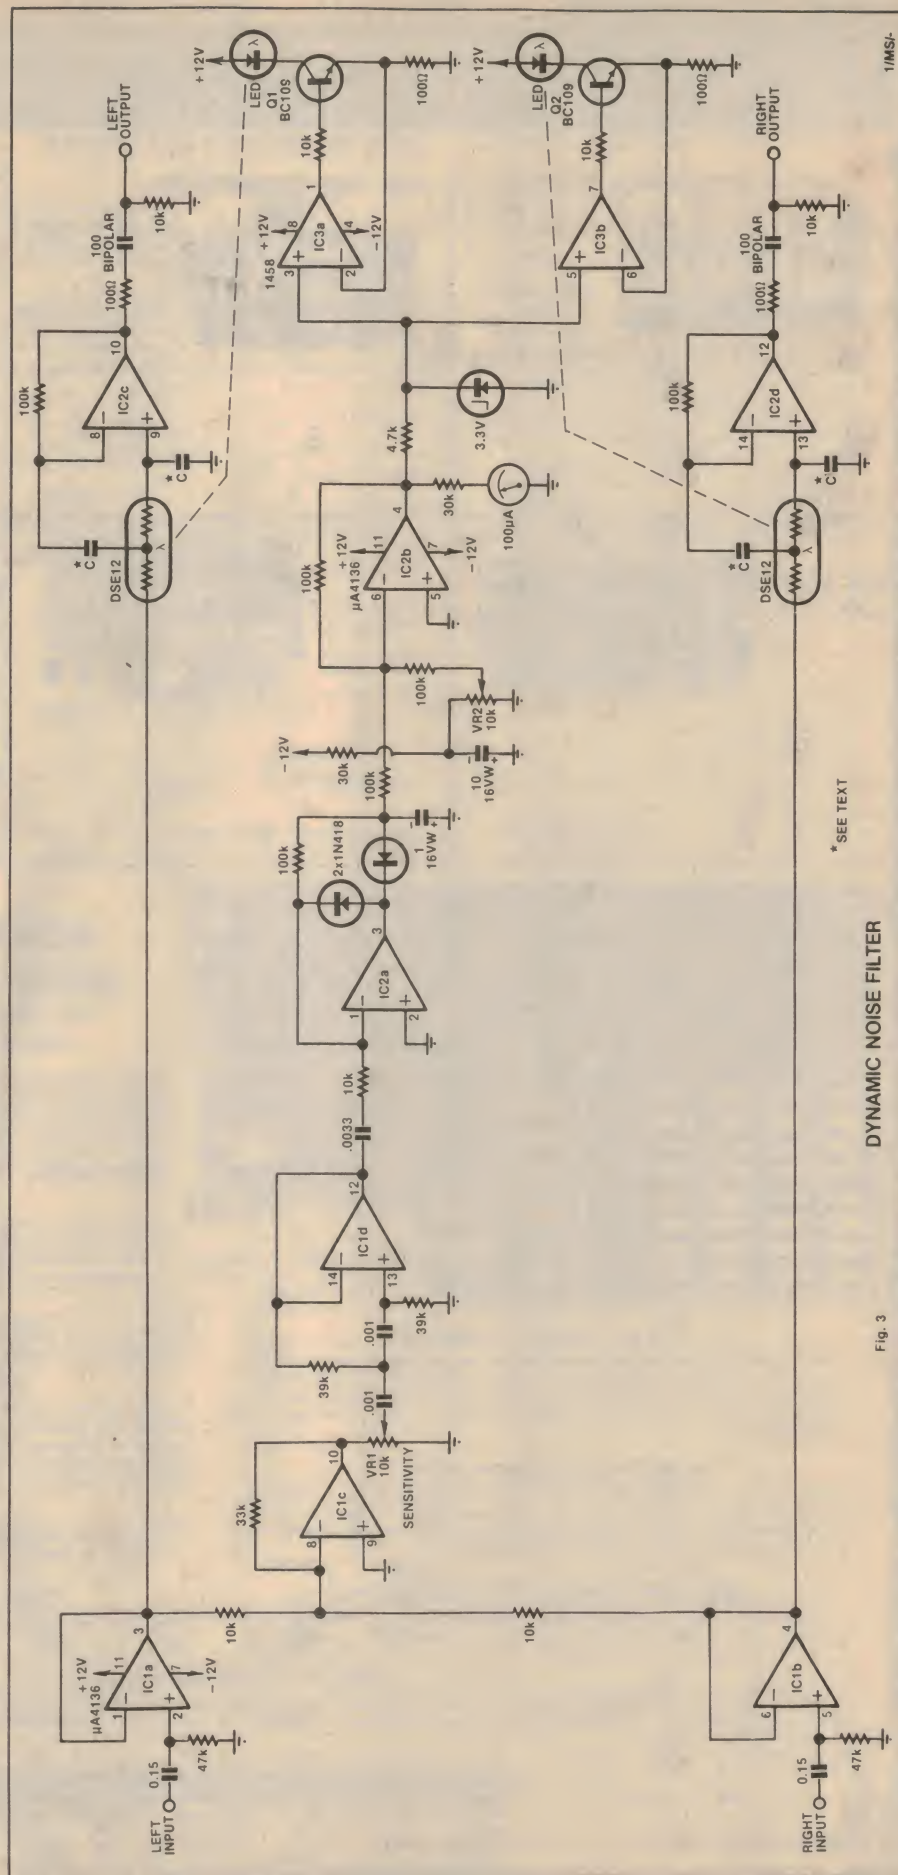 LEFT
INPUT
0.15
47k
1
2
μA4136
+12V
11
IC1a
7
-12V
3
10k
10k
RIGHT
INPUT
0.15
47k
6
5
IC1b
4
33k
8
9
IC1c
10
VR1
10k
SENSITIVITY
.001
39k
.001
39k
14
13
IC1d
12
.0033
10k
1
2
IC2a
3
100k
2x1N418
1
16VW
100k
-12V
30k
10
16VW
VR2
10k
100k
100k
6
5
μA4136
+12V
11
IC2b
7
-12V
4
30k
100μA
4.7k
3.3V
1458
+12V
3
8
IC3a
2
4
-12V
1
10k
+12V
LED
Q1
BC109
100Ω
5
6
IC3b
7
10k
+12V
LED
Q2
BC109
100Ω
DSE12
*C
*C
λ
100k
8
9
IC2c
10
100Ω
100
BIPOLAR
10k
LEFT
OUTPUT
DSE12
*C
*C
λ
100k
14
13
IC2d
12
100Ω
100
BIPOLAR
10k
RIGHT
OUTPUT
*SEE TEXT
Fig. 3
DYNAMIC NOISE FILTER
1/MS/-